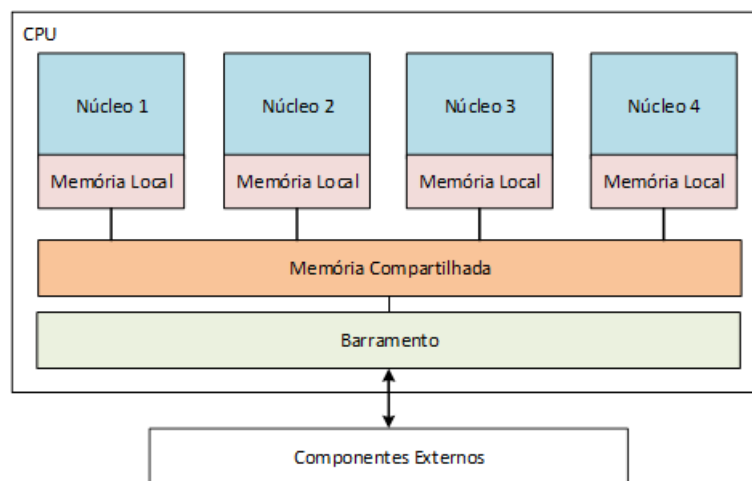 CPU
Núcleo 1
Núcleo 2
Núcleo 3
Núcleo 4
Memória Local
Memória Local
Memória Local
Memória Local
Memória Compartilhada
Barramento
Componentes Externos